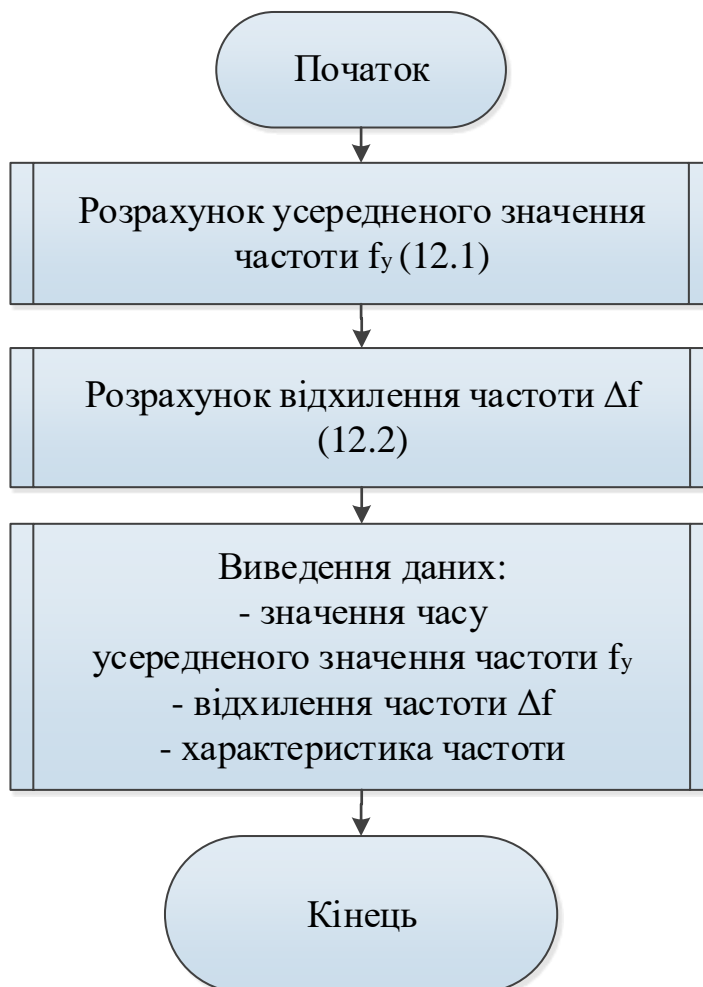 Початок
Розрахунок усередненого значення
частоти fу (12.1)
Розрахунок відхилення частоти Δf
(12.2)
Виведення даних:
- значення часу
усередненого значення частоти fу
- відхилення частоти Δf
- характеристика частоти
Кінець